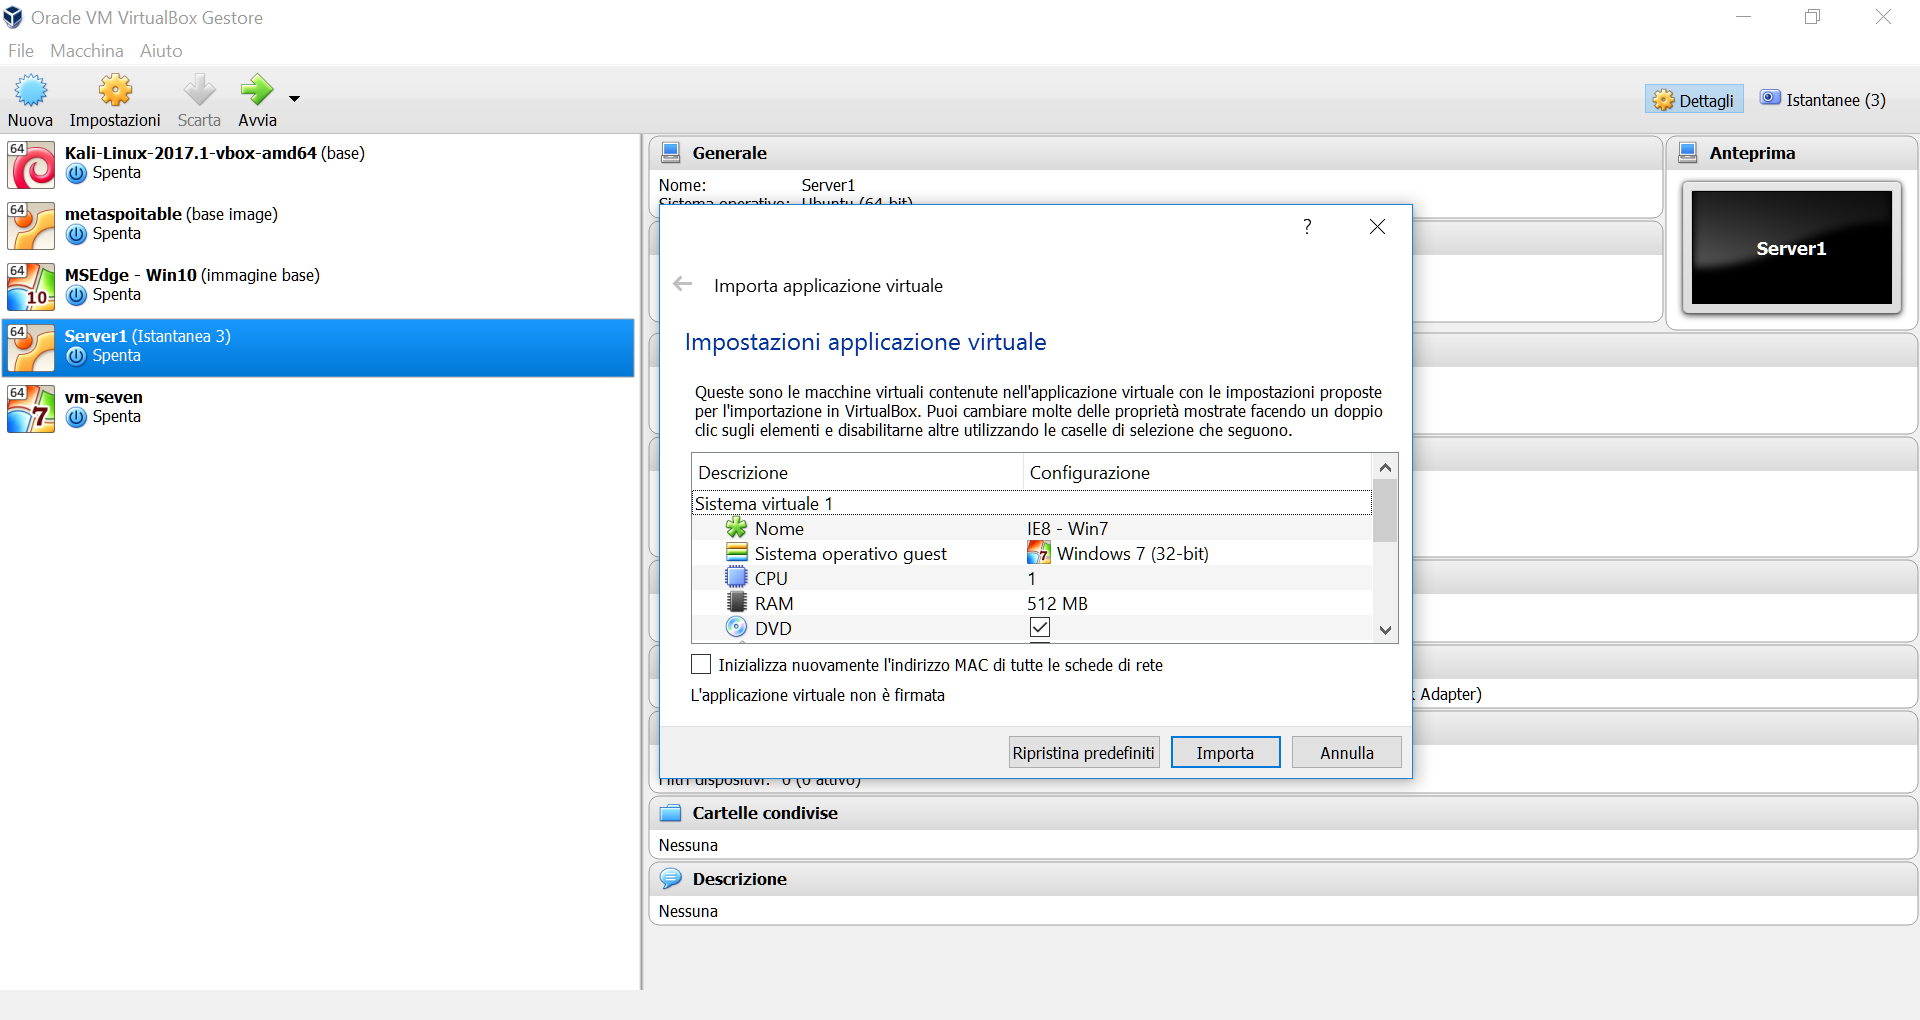 Oracle VM VirtualBox Gestore
File Macchina Aiuto
Nuova Impostazioni Scarta Avvia
Dettagli Istantanee (3)
64 Kali-Linux-2017.1-vbox-amd64 (base)
Spenta
64 metaspoitable (base image)
Spenta
64 MSEdge - Win10 (immagine base)
10 Spenta
64 Server1 (Istantanea 3)
Spenta
64 vm-seven
7 Spenta
Generale
Nome: Server1
Sistema operativo: Ubuntu (64-bit)
Anteprima
Server1
?
Importa applicazione virtuale
Impostazioni applicazione virtuale
Queste sono le macchine virtuali contenute nell'applicazione virtuale con le impostazioni proposte
per l'importazione in VirtualBox. Puoi cambiare molte delle proprietà mostrate facendo un doppio
clic sugli elementi e disabilitarne altre utilizzando le caselle di selezione che seguono.
Descrizione Configurazione
Sistema virtuale 1
Nome IE8 - Win7
Sistema operativo guest 7 Windows 7 (32-bit)
CPU 1
RAM 512 MB
DVD
Inizializza nuovamente l'indirizzo MAC di tutte le schede di rete
L'applicazione virtuale non è firmata
Adapter)
Ripristina predefiniti Importa Annulla
Filtri dispositivi: 0 (0 attivo)
Cartelle condivise
Nessuna
Descrizione
Nessuna